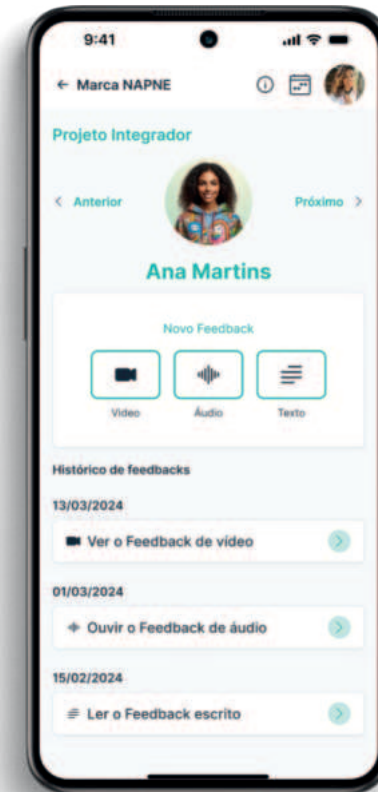 9:41
← Marca NAPNE
Projeto Integrador
< Anterior
Próximo >
Ana Martins
Novo Feedback
Vídeo
Áudio
Texto
Histórico de feedbacks
13/03/2024
Ver o Feedback de vídeo
01/03/2024
Ouvir o Feedback de áudio
15/02/2024
Ler o Feedback escrito